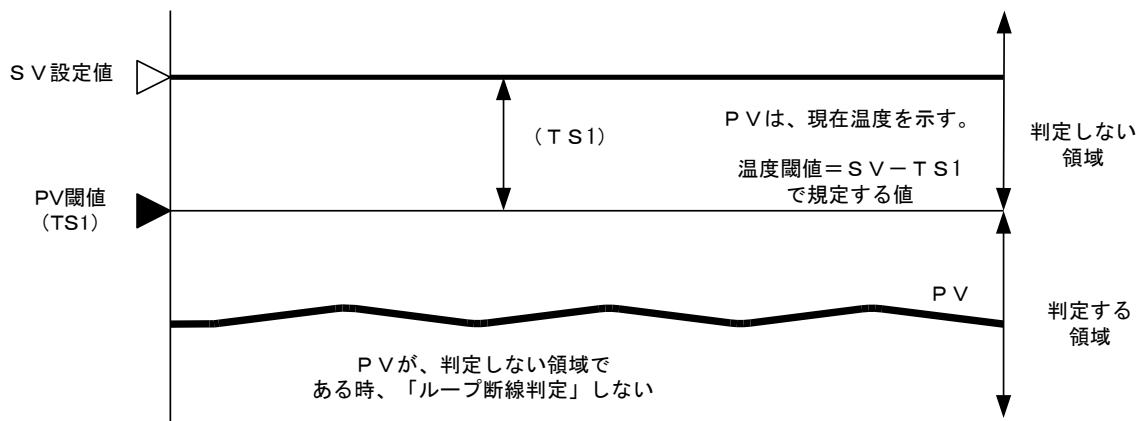 ＳＶ設定値
（ＴＳ1）
ＰＶは、現在温度を示す。
温度閾値＝ＳＶ－ＴＳ1
で規定する値
判定しない
領域
PV閾値
（TS1）
ＰＶ
判定する
領域
ＰＶが、判定しない領域で
ある時、「ループ断線判定」しない